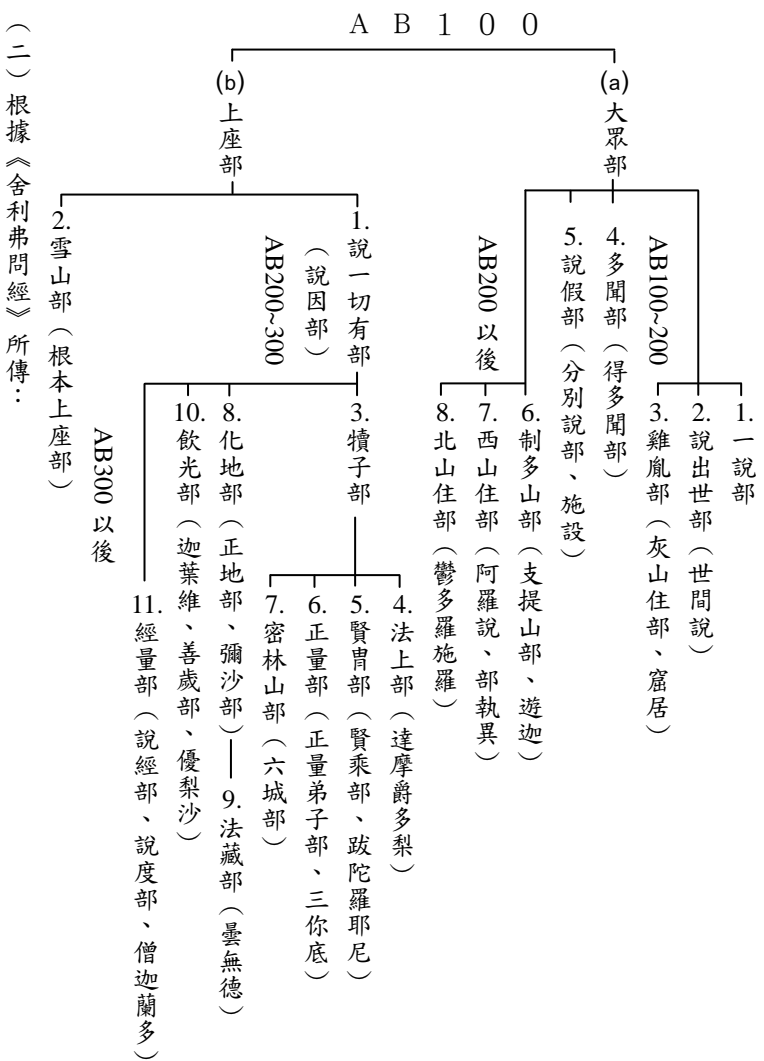 AB100
(a)大眾部
1.一說部
2.說出世部（世間說）
3.雞胤部（灰山住部、窟居）
AB100~200
4.多聞部（得多聞部）
5.說假部（分別說部、施設）
AB200以後
6.制多山部（支提山部、遊迦）
7.西山住部（阿羅說、部執異）
8.北山住部（鬱多羅施羅）
(b)上座部
1.說一切有部
（說因部）
AB200~300
3.犢子部
4.法上部（達摩爵多梨）
5.賢冑部（賢乘部、跋陀羅耶尼）
6.正量部（正量弟子部、三你底）
7.密林山部（六城部）
8.化地部（正地部、彌沙部）
9.法藏部（曇無德）
10.飲光部（迦葉維、善歲部、優梨沙）
11.經量部（說經部、說度部、僧迦蘭多）
AB300以後
2.雪山部（根本上座部）
（二）根據《舍利弗問經》所傳：